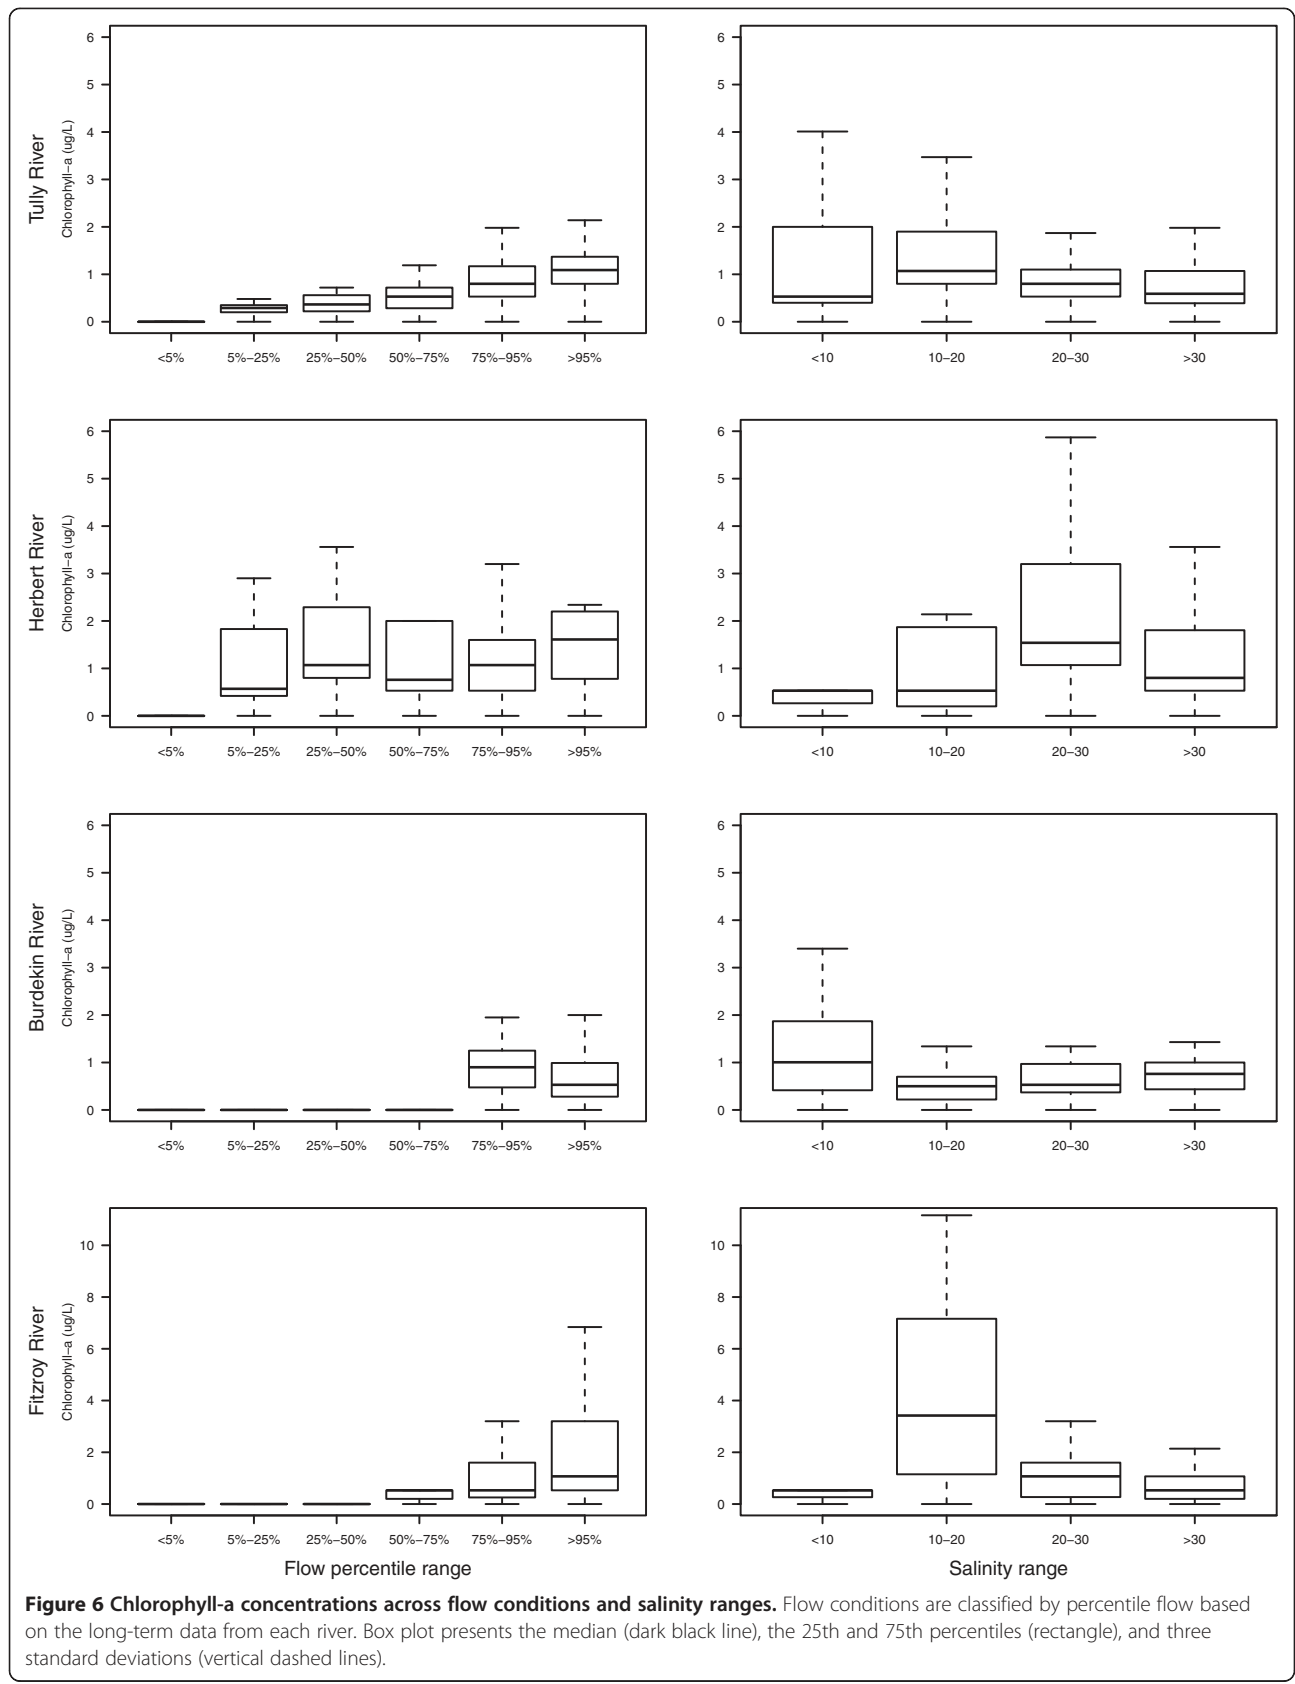 6
5
4
3
2
1
0
Tully River
Chlorophyll−a (ug/L)
<5% 5%−25% 25%−50% 50%−75% 75%−95% >95%
6
5
4
3
2
1
0
<10 10−20 20−30 >30
6
5
4
3
2
1
0
Herbert River
Chlorophyll−a (ug/L)
<5% 5%−25% 25%−50% 50%−75% 75%−95% >95%
6
5
4
3
2
1
0
<10 10−20 20−30 >30
6
5
4
3
2
1
0
Burdekin River
Chlorophyll−a (ug/L)
<5% 5%−25% 25%−50% 50%−75% 75%−95% >95%
6
5
4
3
2
1
0
<10 10−20 20−30 >30
10
8
6
4
2
0
Fitzroy River
Chlorophyll−a (ug/L)
<5% 5%−25% 25%−50% 50%−75% 75%−95% >95%
Flow percentile range
10
8
6
4
2
0
<10 10−20 20−30 >30
Salinity range
Figure 6 Chlorophyll-a concentrations across flow conditions and salinity ranges. Flow conditions are classified by percentile flow based
on the long-term data from each river. Box plot presents the median (dark black line), the 25th and 75th percentiles (rectangle), and three
standard deviations (vertical dashed lines).